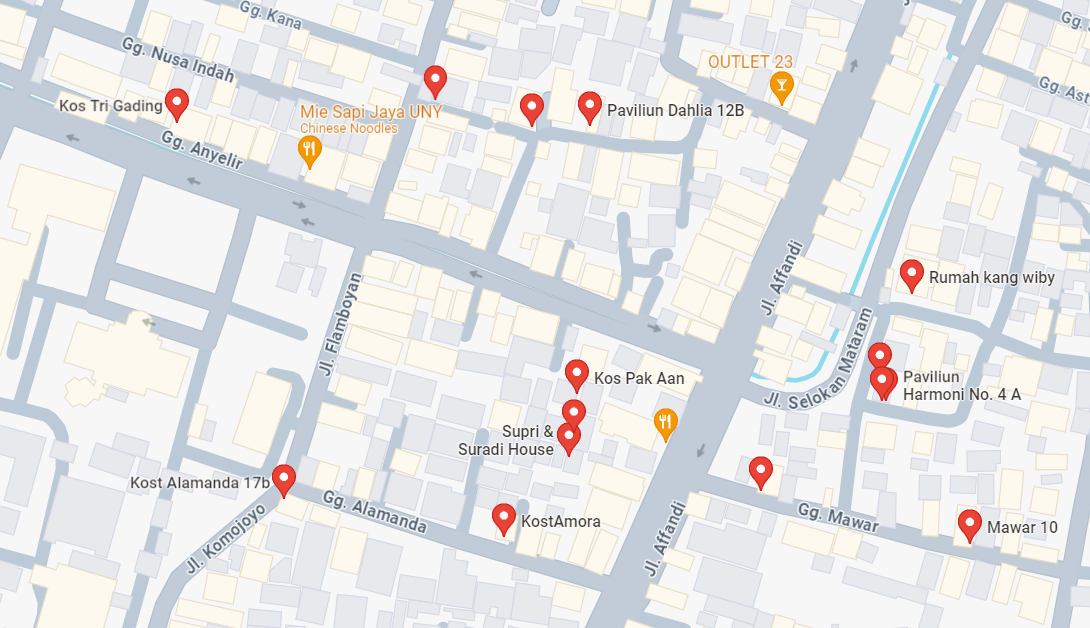 Gg. Kana
Gg. Nusa Indah
OUTLET 23
Gg. Ast
Kos Tri Gading
Mie Sapi Jaya UNY
Chinese Noodles
Paviliun Dahlia 12B
Gg. Anyelir
Jl. Affandi
Rumah kang wiby
Jl. Flamboyan
Jl. Selokan Mataram
Kos Pak Aan
Paviliun
Harmoni No. 4 A
Supri &
Suradi House
Kost Alamanda 17b
Gg. Alamanda
KostAmora
Gg. Mawar
Mawar 10
Jl. Komojoyo
Jl. Affandi